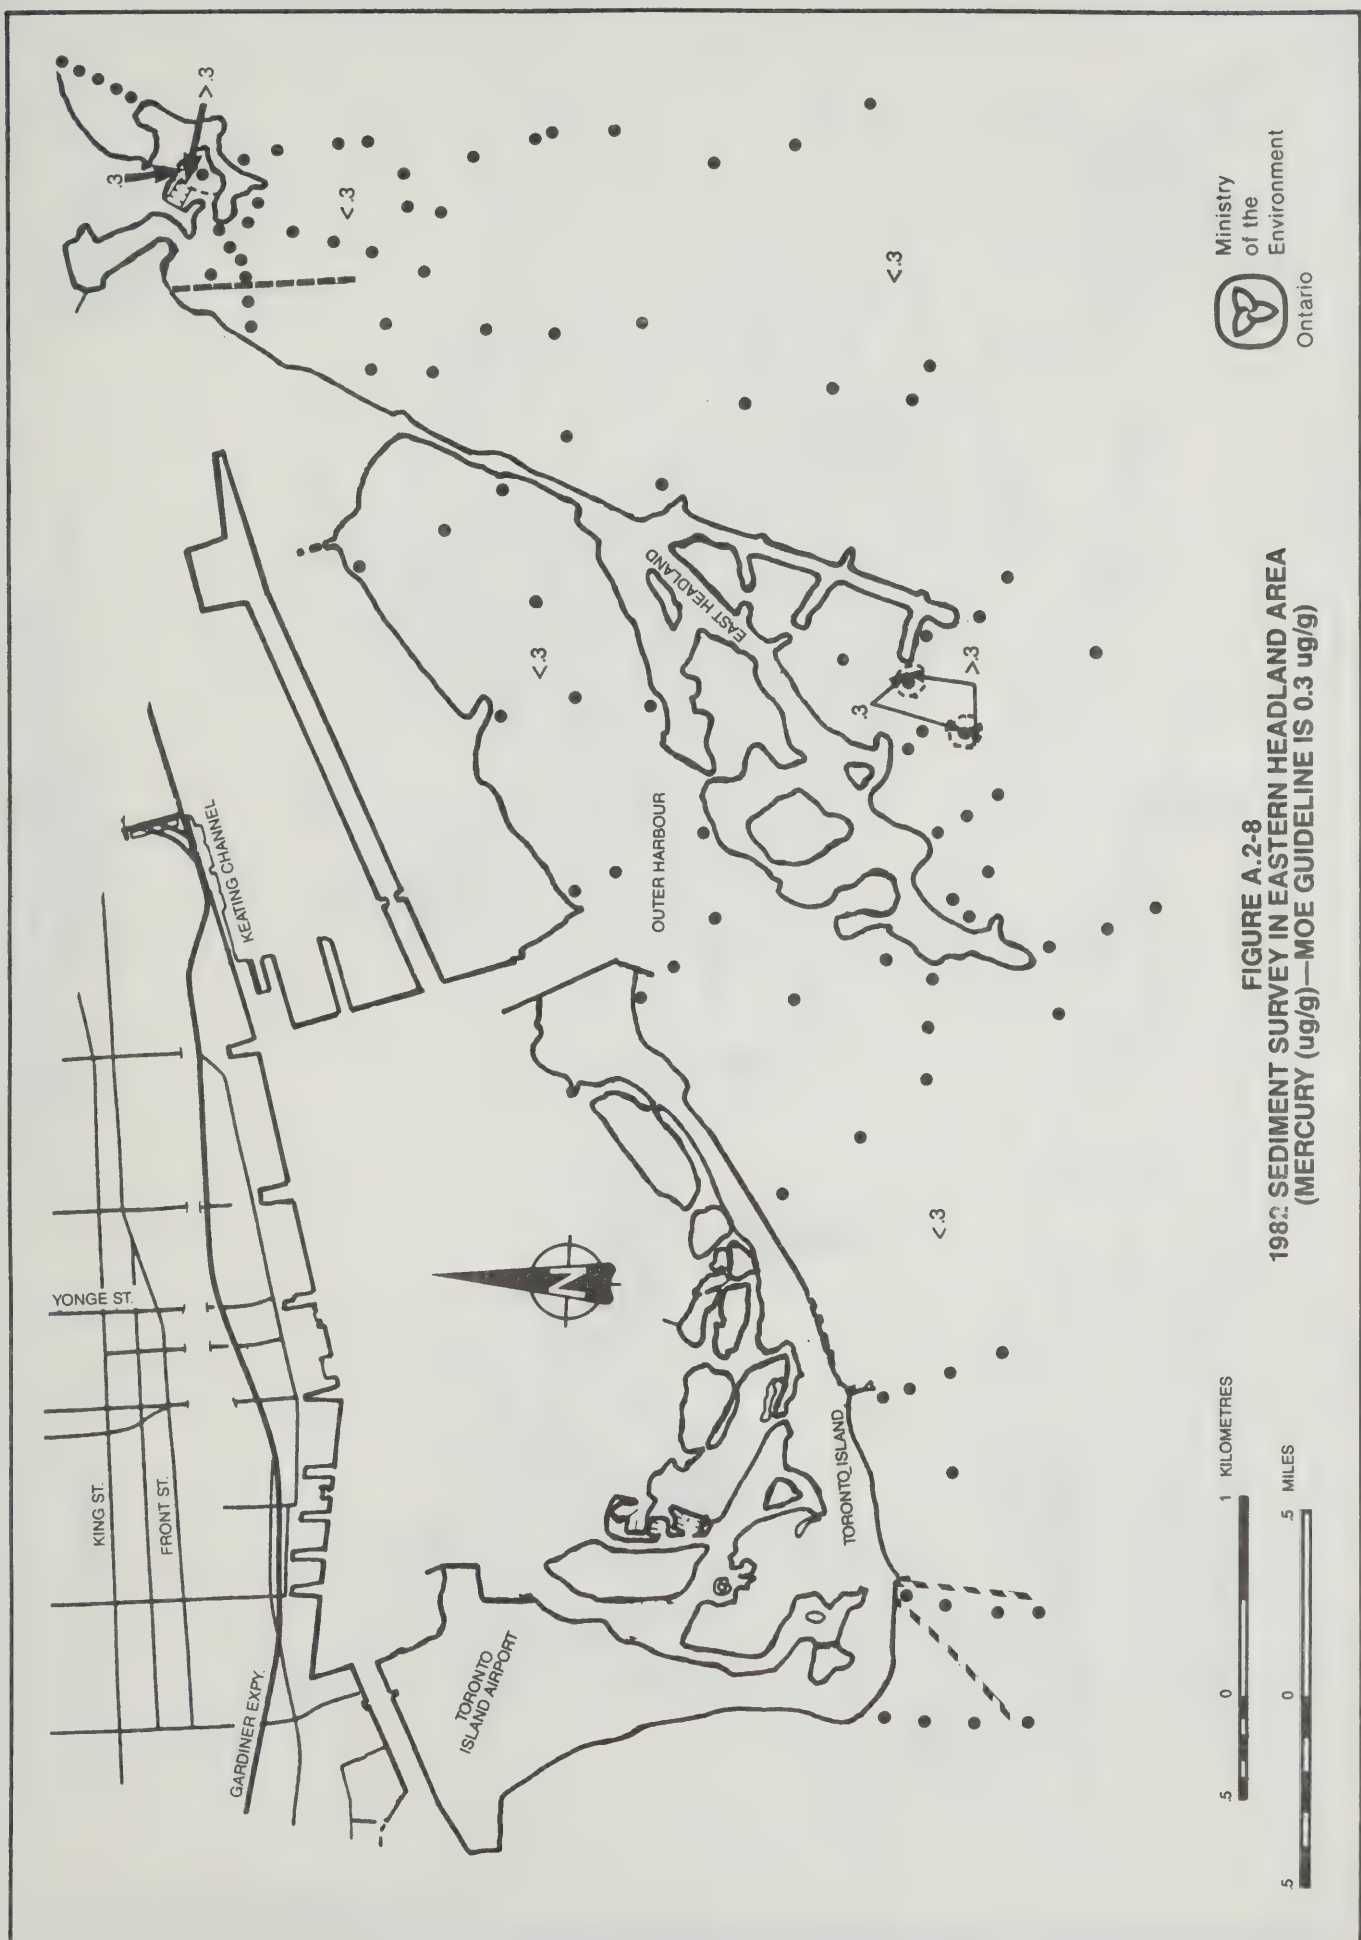 YONGE ST.
KING ST.
FRONT ST.
GARDINER EXPY.
KEATING CHANNEL
TORONTO
ISLAND AIRPORT
TORONTO ISLAND
OUTER HARBOUR
EAST HEADLAND
N
.3
>.3
<.3
<.3
<.3
.3
>.3
<.3
.5 0 1 KILOMETRES
.5 0 .5 MILES
FIGURE A.2-8
1982 SEDIMENT SURVEY IN EASTERN HEADLAND AREA
(MERCURY (ug/g)—MOE GUIDELINE IS 0.3 ug/g)
Ministry
of the
Environment
Ontario